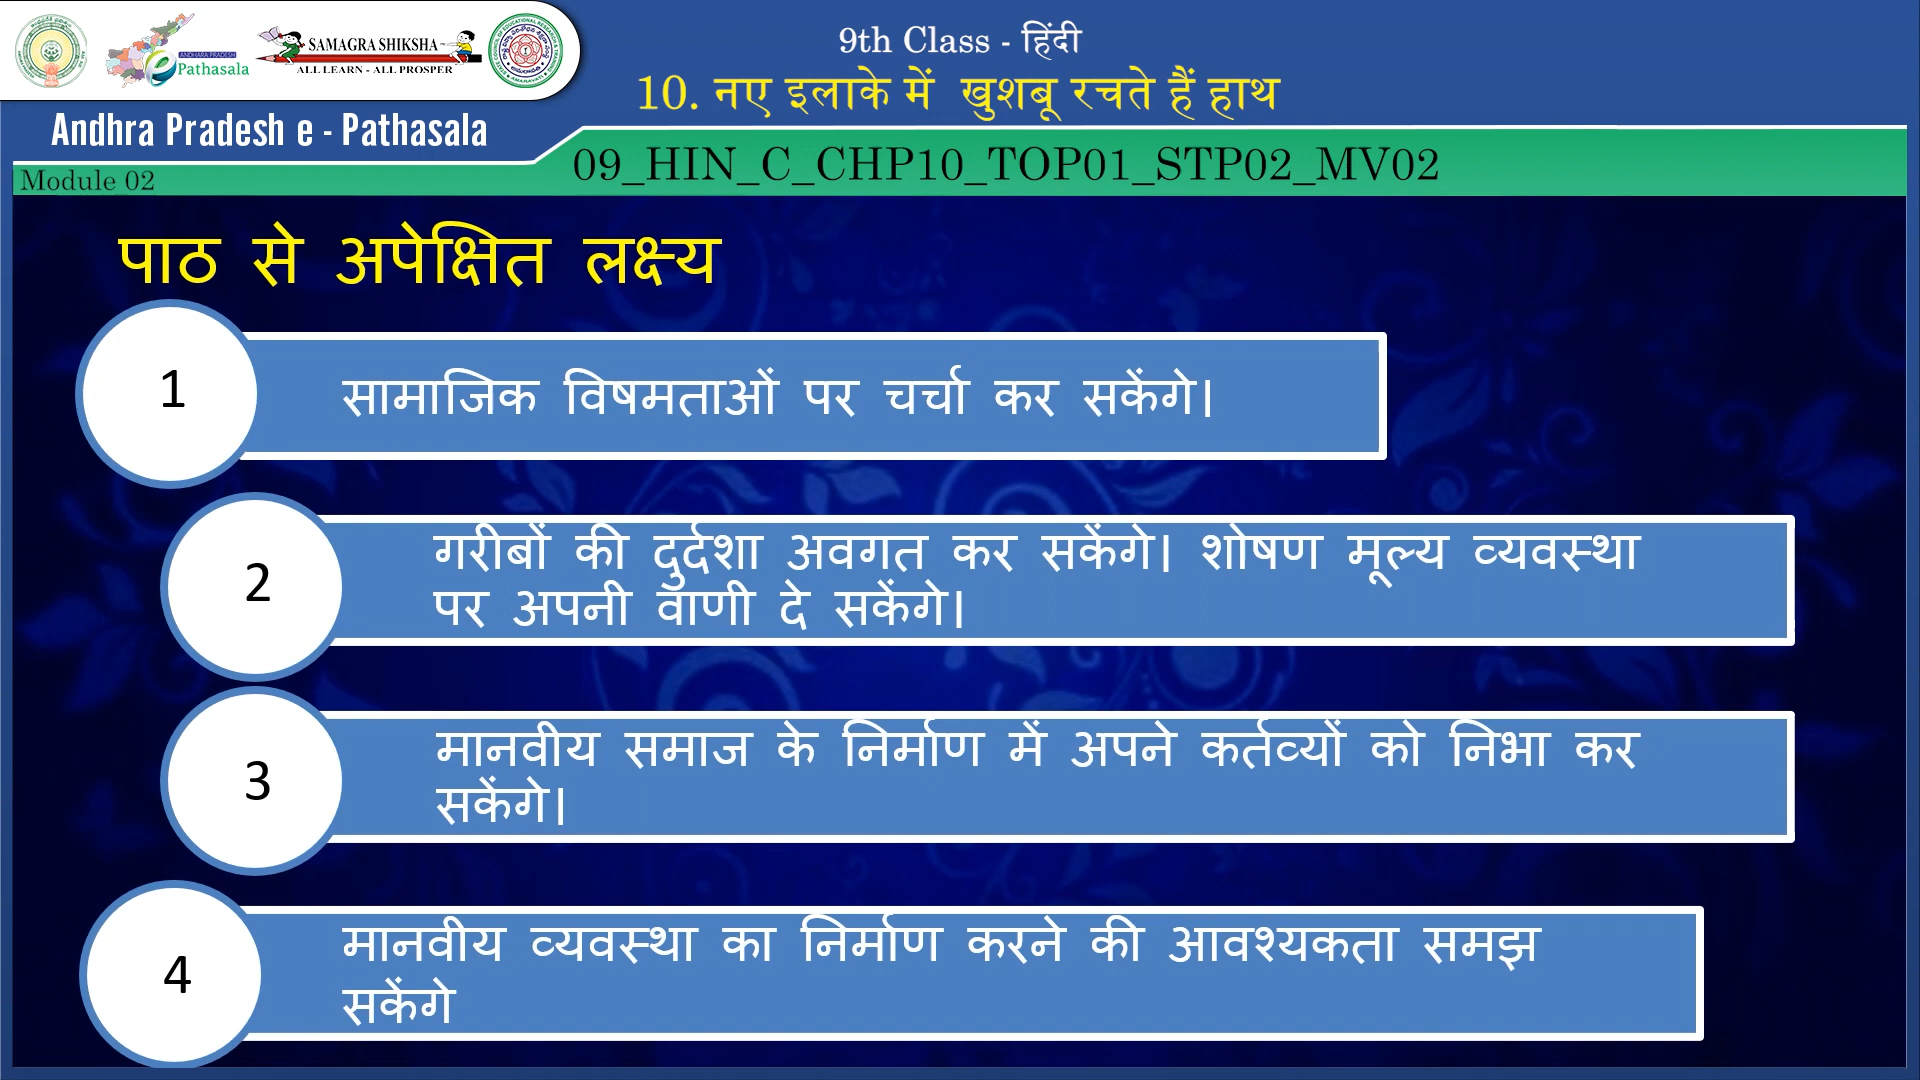 ANDHRA PRADESH
e Pathasala
SAMAGRA SHIKSHA
ALL LEARN - ALL PROSPER
Andhra Pradesh e - Pathasala
9th Class - हिंदी
10. नए इलाके में खुशबू रचते हैं हाथ
09_HIN_C_CHP10_TOP01_STP02_MV02
Module 02
पाठ से अपेक्षित लक्ष्य
1
सामाजिक विषमताओं पर चर्चा कर सकेंगे।
2
गरीबों की दुर्दशा अवगत कर सकेंगे। शोषण मूल्य व्यवस्था
पर अपनी वाणी दे सकेंगे।
3
मानवीय समाज के निर्माण में अपने कर्तव्यों को निभा कर
सकेंगे।
4
मानवीय व्यवस्था का निर्माण करने की आवश्यकता समझ
सकेंगे